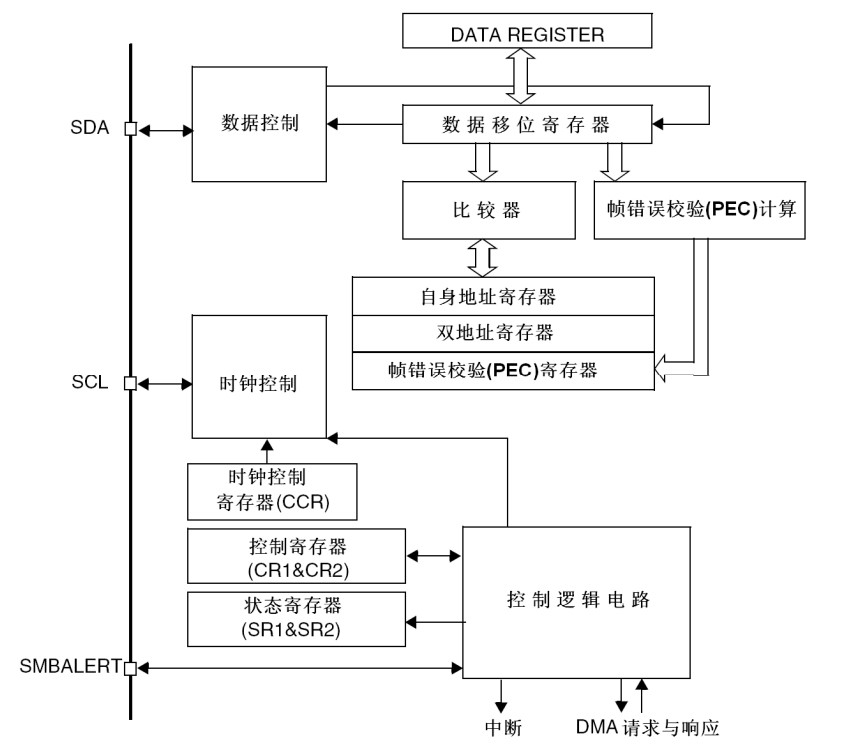 DATA REGISTER
SDA
数据控制
数据移位寄存器
比较器
帧错误校验(PEC)计算
自身地址寄存器
双地址寄存器
帧错误校验(PEC)寄存器
SCL
时钟控制
时钟控制
寄存器(CCR)
控制寄存器
(CR1&CR2)
控制逻辑电路
状态寄存器
(SR1&SR2)
SMBALERT
中断
DMA 请求与响应